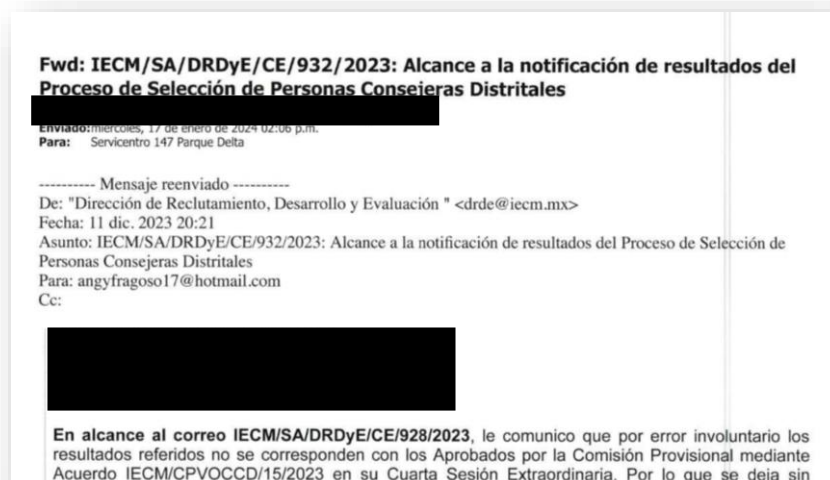 Fwd: IECM/SA/DRDyE/CE/932/2023: Alcance a la notificación de resultados del
Proceso de Selección de Personas Consejeras Distritales
Enviado:miércoles, 17 de enero de 2024 02:06 p.m.
Para: Servicentro 147 Parque Delta
---------- Mensaje reenviado ----------
De: "Dirección de Reclutamiento, Desarrollo y Evaluación " <drde@iecm.mx>
Fecha: 11 dic. 2023 20:21
Asunto: IECM/SA/DRDyE/CE/932/2023: Alcance a la notificación de resultados del Proceso de Selección de
Personas Consejeras Distritales
Para: angyfragoso17@hotmail.com
Cc:
En alcance al correo IECM/SA/DRDyE/CE/928/2023, le comunico que por error involuntario los
resultados referidos no se corresponden con los Aprobados por la Comisión Provisional mediante
Acuerdo IECM/CPVOCCD/15/2023 en su Cuarta Sesión Extraordinaria. Por lo que se deja sin